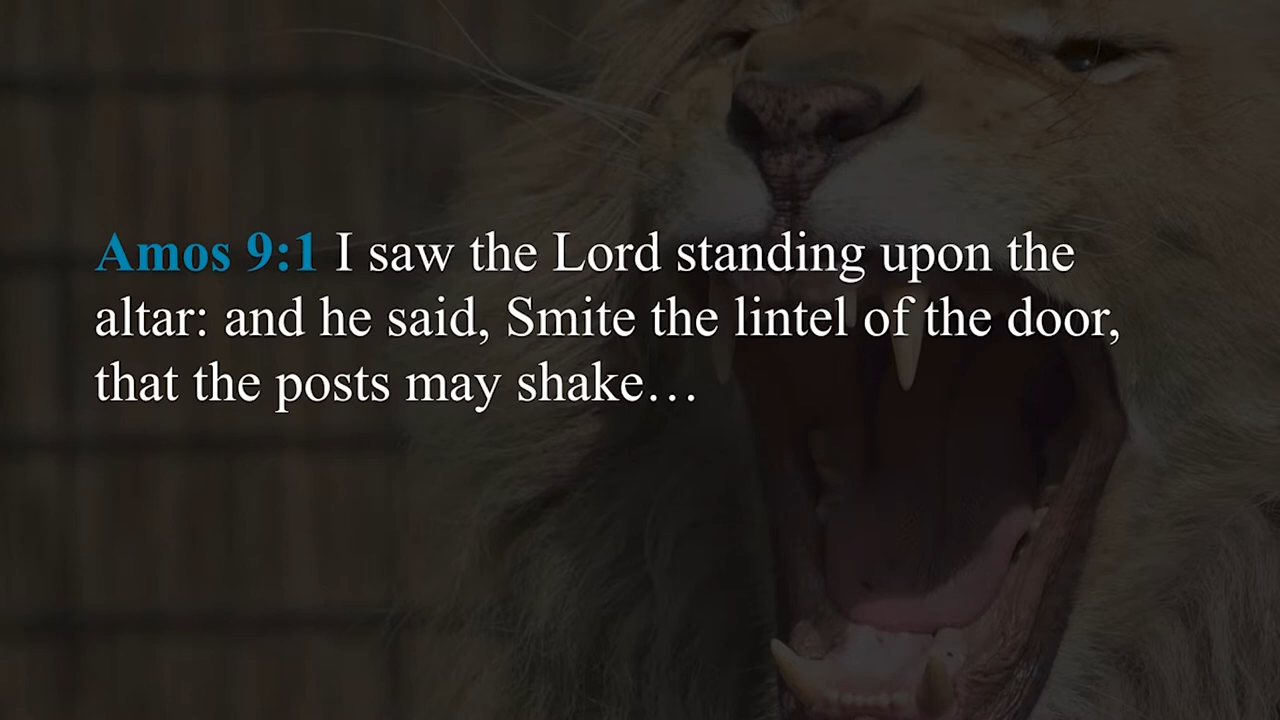 Amos 9:1 I saw the Lord standing upon the
altar: and he said, Smite the lintel of the door,
that the posts may shake…